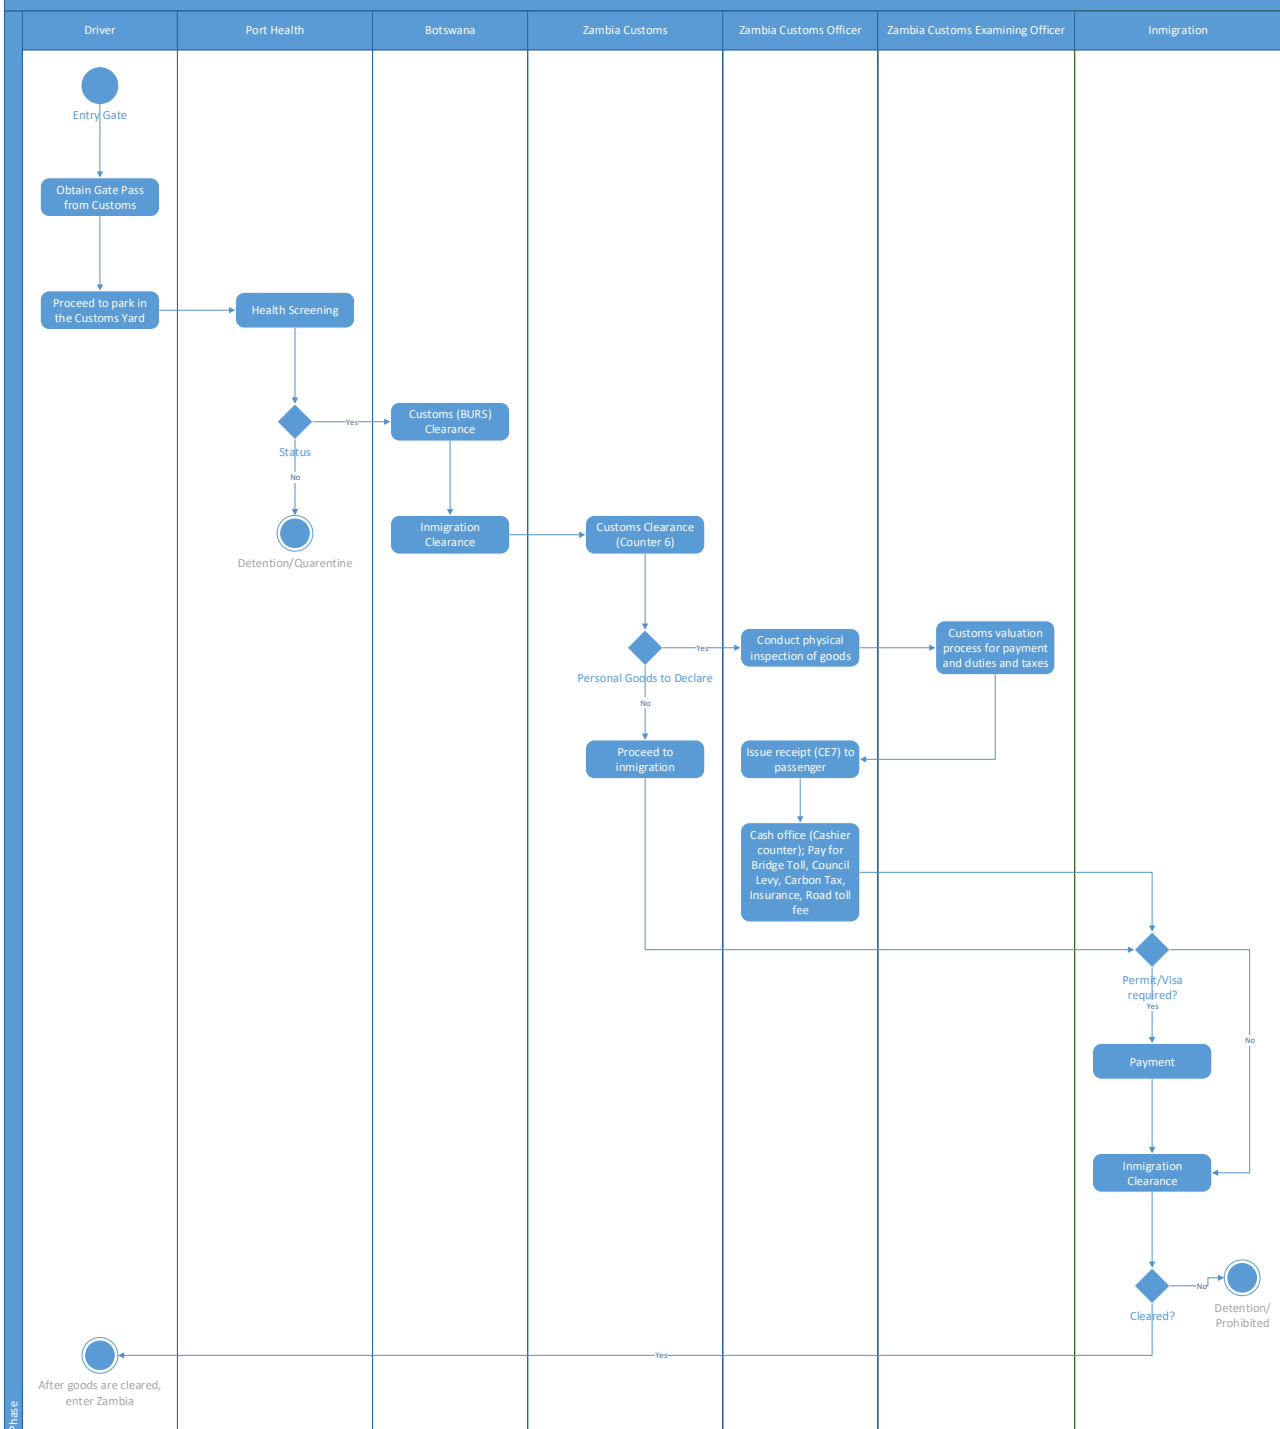 Driver
Port Health
Botswana
Zambia Customs
Zambia Customs Officer
Zambia Customs Examining Officer
Inmigration
Entry Gate
Obtain Gate Pass
from Customs
Proceed to park in
the Customs Yard
Health Screening
Yes
Customs (BURS)
Clearance
Status
No
Detention/Quarentine
Inmigration
Clearance
Customs Clearance
(Counter 6)
Yes
Personal Goods to Declare
No
Conduct physical
inspection of goods
Customs valuation
process for payment
and duties and taxes
Proceed to
inmigration
Issue receipt (CE7) to
passenger
Cash office (Cashier
counter); Pay for
Bridge Toll, Council
Levy, Carbon Tax,
Insurance, Road toll
fee
Permit/Visa
required?
Yes
No
Payment
Inmigration
Clearance
Cleared?
No
Detention/
Prohibited
Yes
After goods are cleared,
enter Zambia
Phase